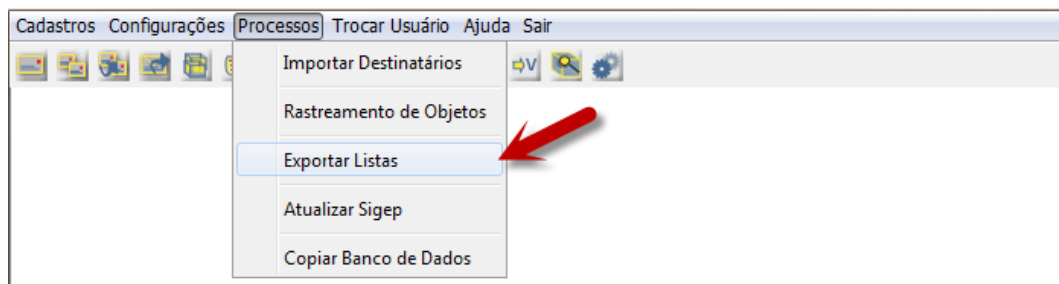 Cadastros Configurações Processos Trocar Usuário Ajuda Sair
Importar Destinatários
V
Rastreamento de Objetos
Exportar Listas
Atualizar Sigep
Copiar Banco de Dados